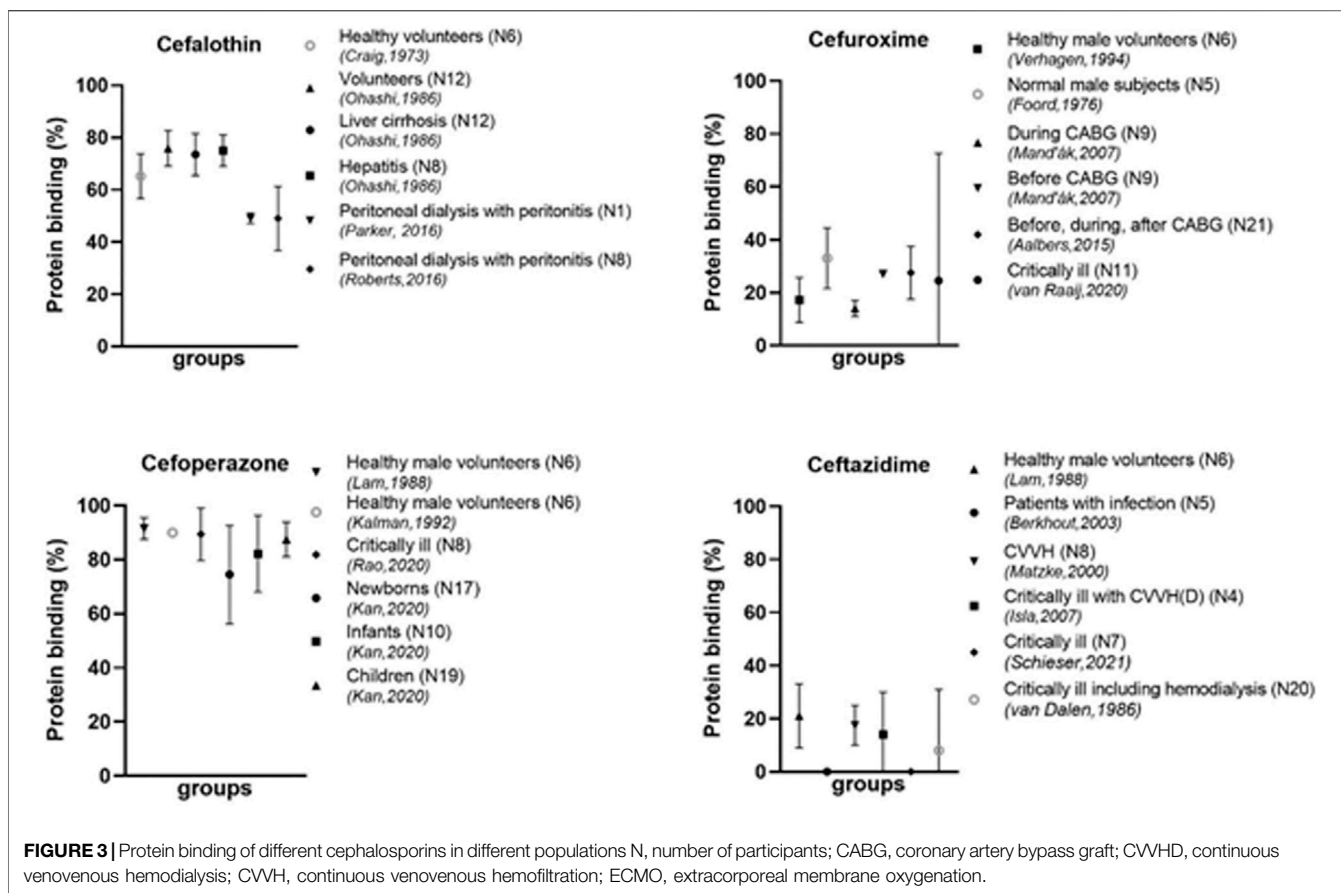 Cefalothin
Protein binding (%)
100
80
60
40
20
0
groups
Healthy volunteers (N6)
(Craig,1973)
Volunteers (N12)
(Ohashi,1986)
Liver cirrhosis (N12)
(Ohashi,1986)
Hepatitis (N8)
(Ohashi,1986)
Peritoneal dialysis with peritonitis (N1)
(Parker, 2016)
Peritoneal dialysis with peritonitis (N8)
(Roberts,2016)
Cefuroxime
Protein binding (%)
100
80
60
40
20
0
groups
Healthy male volunteers (N6)
(Verhagen,1994)
Normal male subjects (N5)
(Foord,1976)
During CABG (N9)
(Mand'ák,2007)
Before CABG (N9)
(Mand'ák,2007)
Before, during, after CABG (N21)
(Aalbers,2015)
Critically ill (N11)
(van Raaij,2020)
Cefoperazone
Protein binding (%)
100
80
60
40
20
0
groups
Healthy male volunteers (N6)
(Lam,1988)
Healthy male volunteers (N6)
(Kalman,1992)
Critically ill (N8)
(Rao,2020)
Newborns (N17)
(Kan,2020)
Infants (N10)
(Kan,2020)
Children (N19)
(Kan,2020)
Ceftazidime
Protein binding (%)
100
80
60
40
20
0
groups
Healthy male volunteers (N6)
(Lam,1988)
Patients with infection (N5)
(Berkhout,2003)
CVVH (N8)
(Matzke,2000)
Critically ill with CVVH(D) (N4)
(Isla,2007)
Critically ill (N7)
(Schieser,2021)
Critically ill including hemodialysis (N20)
(van Dalen,1986)
FIGURE 3 | Protein binding of different cephalosporins in different populations N, number of participants; CABG, coronary artery bypass graft; CVVHD, continuous
venovenous hemodialysis; CVVH, continuous venovenous hemofiltration; ECMO, extracorporeal membrane oxygenation.